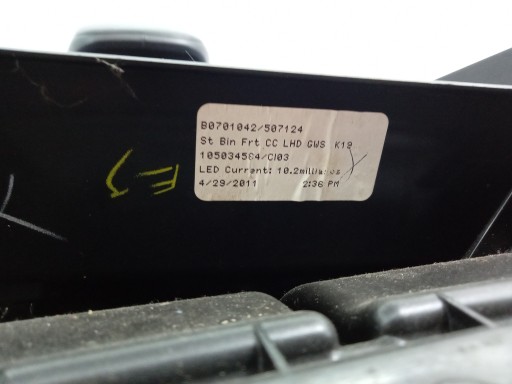 B0701042/507124
St Bin Frt CC LHD GWS K19
105034584/CI03
LED Current: 10.2milliamps
4/29/2011 2:36 PM